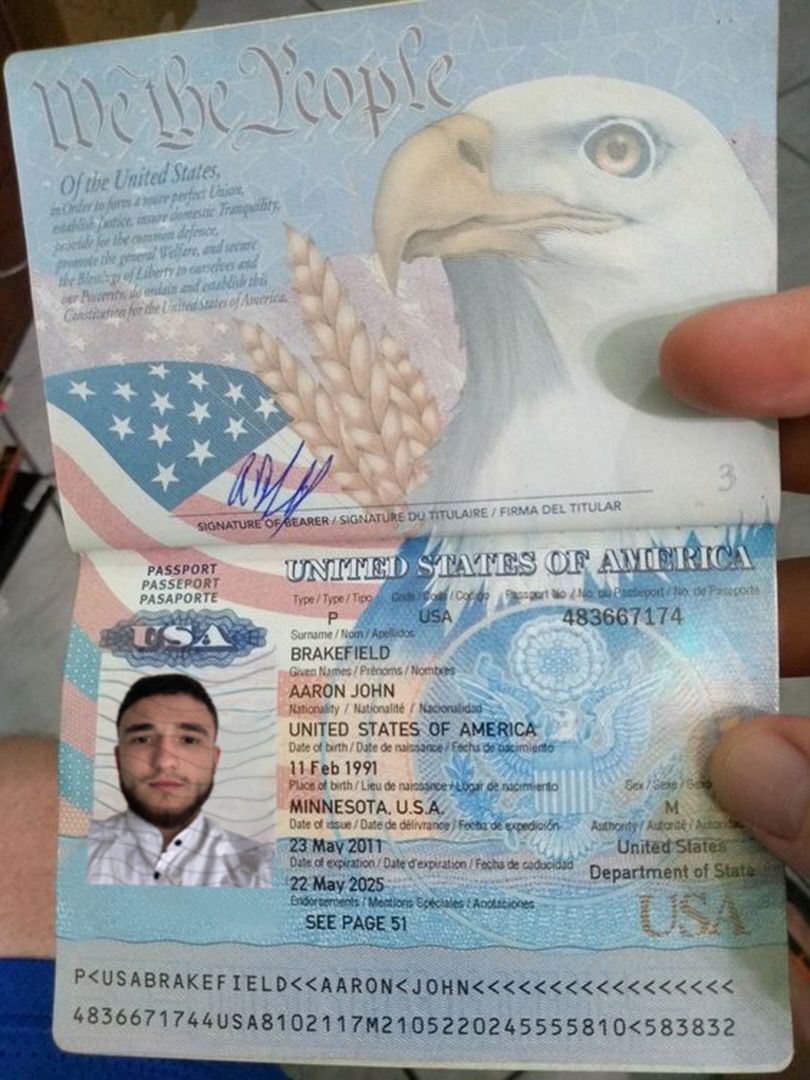 We the People
Of the United States,
in Order to form a more perfect Union,
establish Justice, insure domestic Tranquility,
provide for the common defence,
promote the general Welfare, and secure
the Blessings of Liberty to ourselves and
our Posterity, do ordain and establish this
Constitution for the United States of America.
3
SIGNATURE OF BEARER / SIGNATURE DU TITULAIRE / FIRMA DEL TITULAR
PASSPORT
PASSEPORT
PASAPORTE
USA
UNITED STATES OF AMERICA
Type / Type / Tipo Code / Code / Codigo Passport No / No. du Passeport / No. de Pasaporte
P USA 483667174
Surname / Nom / Apellidos
BRAKEFIELD
Given Names / Prénoms / Nombres
AARON JOHN
Nationality / Nationalité / Nacionalidad
UNITED STATES OF AMERICA
Date of birth / Date de naissance / Fecha de nacimiento
11 Feb 1991
Place of birth / Lieu de naissance / Lugar de nacimiento Sex / Sexe / Sexo
MINNESOTA, U.S.A. M
Date of issue / Date de délivrance / Fecha de expedición Authority / Autorité /
23 May 2011 United States
Date of expiration / Date d'expiration / Fecha de caducidad Department of State
22 May 2025
Endorsements / Mentions Spéciales / Anotaciones
SEE PAGE 51 USA
P<USABRAKEFIELD<<AARON<JOHN<<<<<<<<<<<<<<<<<
4836671744USA8102117M21052202455558​10<583832